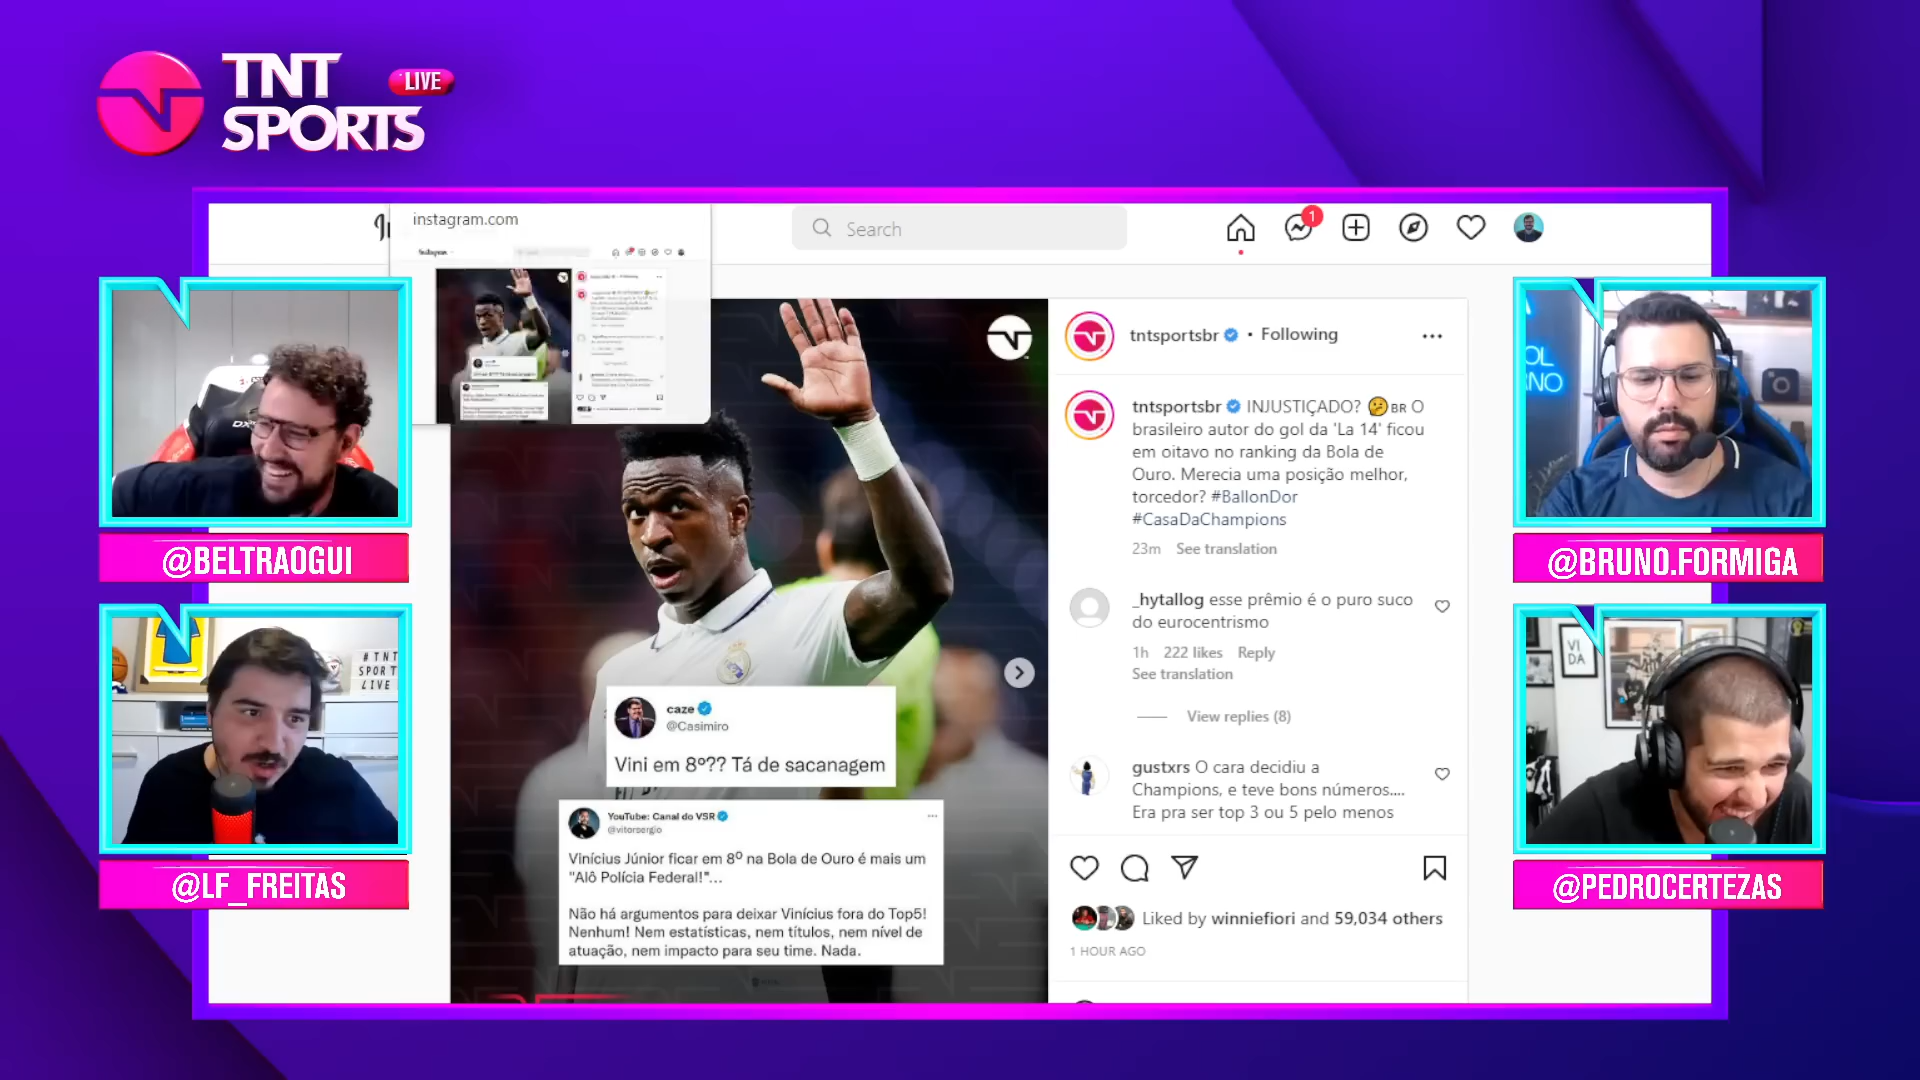 TNT
SPORTS
LIVE
instagram.com
Instagram
Search
1
tntsportsbr • Following
tntsportsbr INJUSTIÇADO? 🤔BR O
brasileiro autor do gol da 'La 14' ficou
em oitavo no ranking da Bola de
Ouro. Merecia uma posição melhor,
torcedor? #BallonDor
#CasaDaChampions
23m See translation
_hytallog esse prêmio é o puro suco
do eurocentrismo
1h 222 likes Reply
See translation
View replies (8)
gustxrs O cara decidiu a
Champions, e teve bons números....
Era pra ser top 3 ou 5 pelo menos
Liked by winniefiori and 59,034 others
1 HOUR AGO
caze
@Casimiro
Vini em 8º?? Tá de sacanagem
YouTube: Canal do VSR
@vitorsergio
Vinícius Júnior ficar em 8º na Bola de Ouro é mais um
"Alô Polícia Federal!"...
Não há argumentos para deixar Vinícius fora do Top5!
Nenhum! Nem estatísticas, nem títulos, nem nível de
atuação, nem impacto para seu time. Nada.
@BELTRAOGUI
#TNT
SPORT
LIVE
@LF_FREITAS
@BRUNO.FORMIGA
VI
DA
@PEDROCERTEZAS